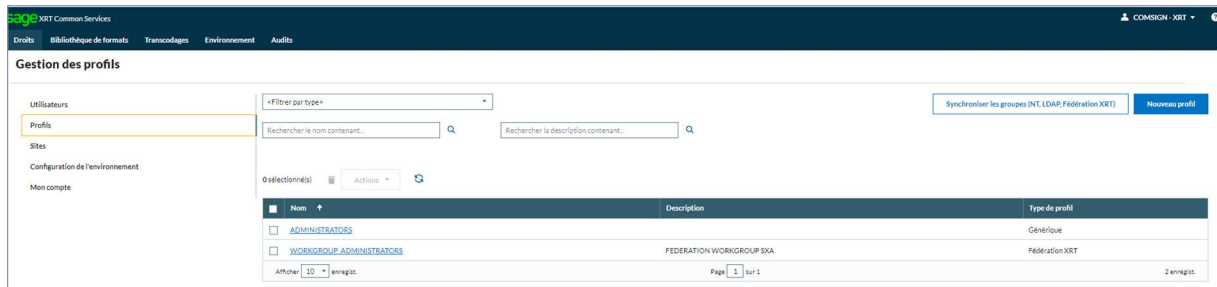 sage XRT Common Services COMSIGN - XRT
Droits Bibliothèque de formats Transcodages Environnement Audits
Gestion des profils
Utilisateurs
Profils
Sites
Configuration de l'environnement
Mon compte
<Filtrer par type>
Synchroniser les groupes (NT, LDAP, Fédération XRT) Nouveau profil
Rechercher le nom contenant... Rechercher la description contenant...
0 sélectionné(s) Actions
Nom Description Type de profil
ADMINISTRATORS Générique
WORKGROUP ADMINISTRATORS FEDERATION WORKGROUP SXA Fédération XRT
Afficher 10 enregist. Page 1 sur 1 2 enregist.